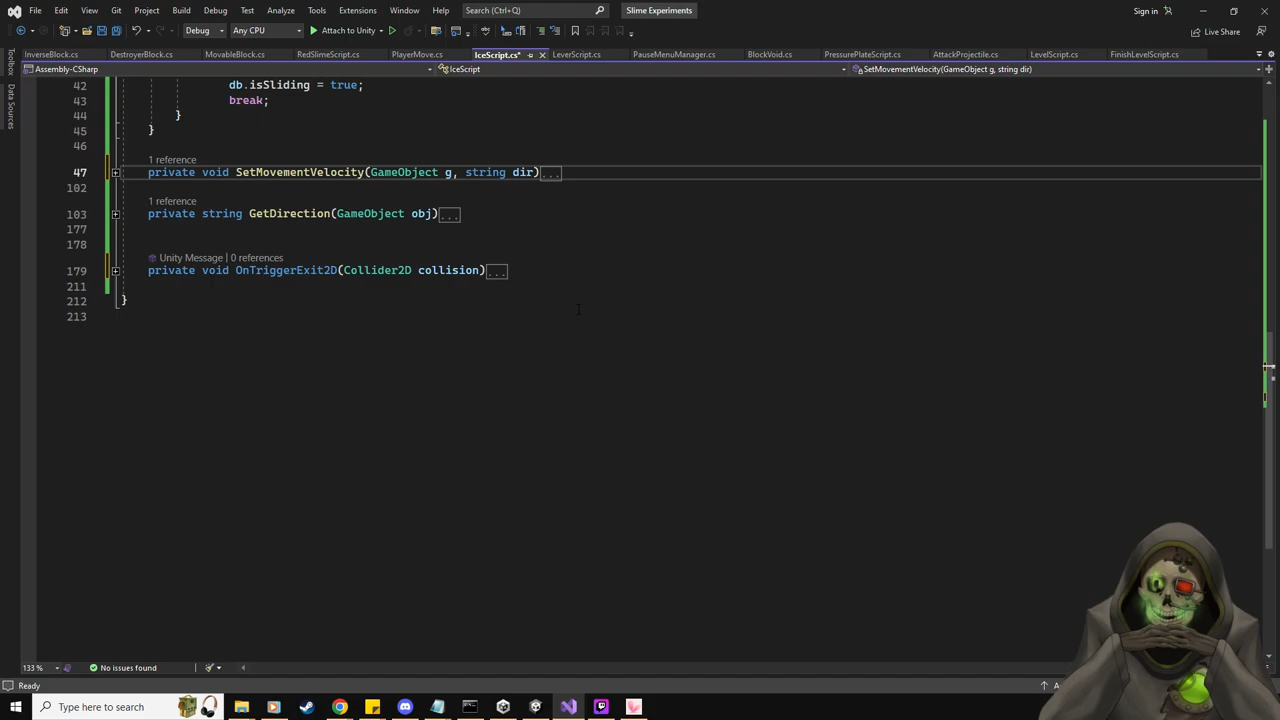 File Edit View Git Project Build Debug Test Analyze Tools Extensions Window Help Search (Ctrl+Q) Slime Experiments Sign in
Debug Any CPU Attach to Unity Live Share
InverseBlock.cs DestroyerBlock.cs MovableBlock.cs RedSlimeScript.cs PlayerMove.cs IceScript.cs* LeverScript.cs PauseMenuManager.cs BlockVoid.cs PressurePlateScript.cs AttackProjectile.cs LevelScript.cs FinishLevelScript.cs
Toolbox
Data Sources
Assembly-CSharp IceScript SetMovementVelocity(GameObject g, string dir)
42 db.isSliding = true;
43 break;
44 }
45 }
46
1 reference
47 private void SetMovementVelocity(GameObject g, string dir)...
102
1 reference
103 private string GetDirection(GameObject obj)...
177
178
Unity Message | 0 references
179 private void OnTriggerExit2D(Collider2D collision)...
211
212 }
213
133 % No issues found
Ready
Type here to search